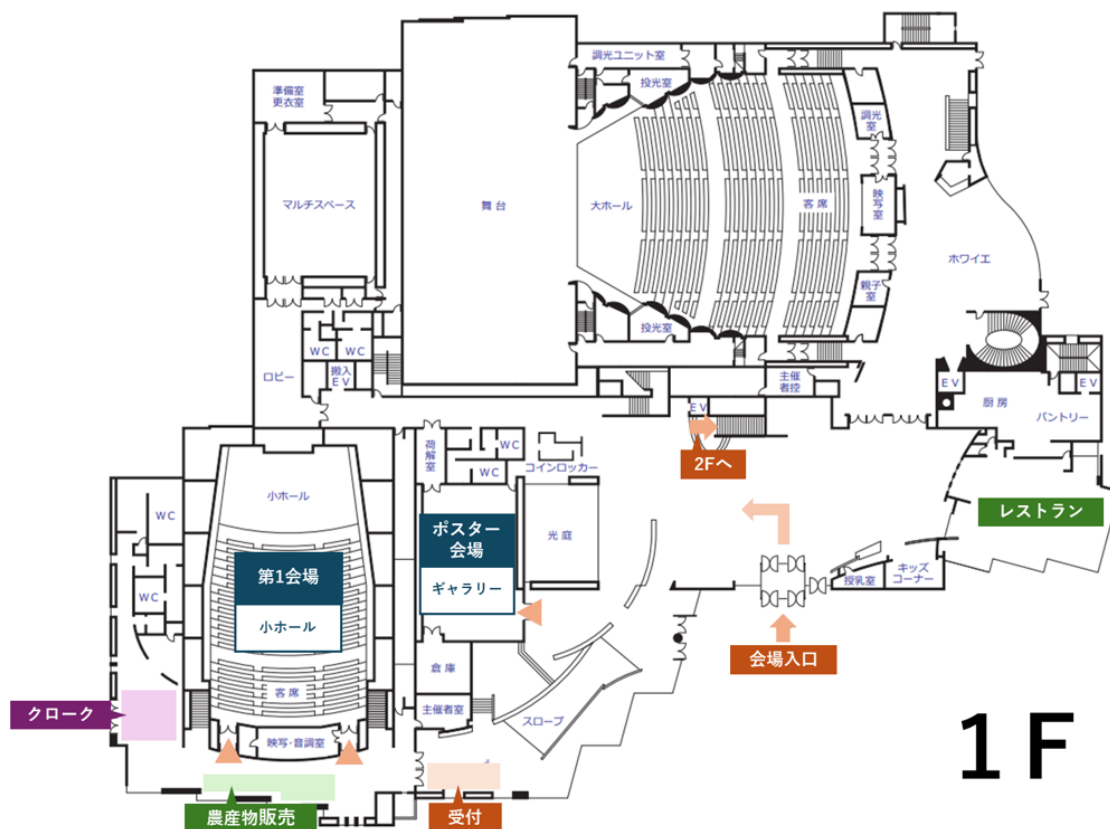 調光ユニット室
投光室
準備室
更衣室
調光
室
マルチスペース
舞 台
大ホール
客 席
映
写
室
ホワイエ
親子
室
投光室
WC
WC
搬入
EV
ロビー
主催
者控
EV
厨 房
EV
パントリー
EV
2Fへ
荷
解
室
WC
WC
コインロッカー
小ホール
レストラン
WC
ポスター
会場
ギャラリー
光 庭
第1会場
小ホール
WC
授乳室
キッズ
コーナー
会場入口
倉 庫
客 席
主催者室
スロープ
クローク
映写・音調室
1F
農産物販売
受付